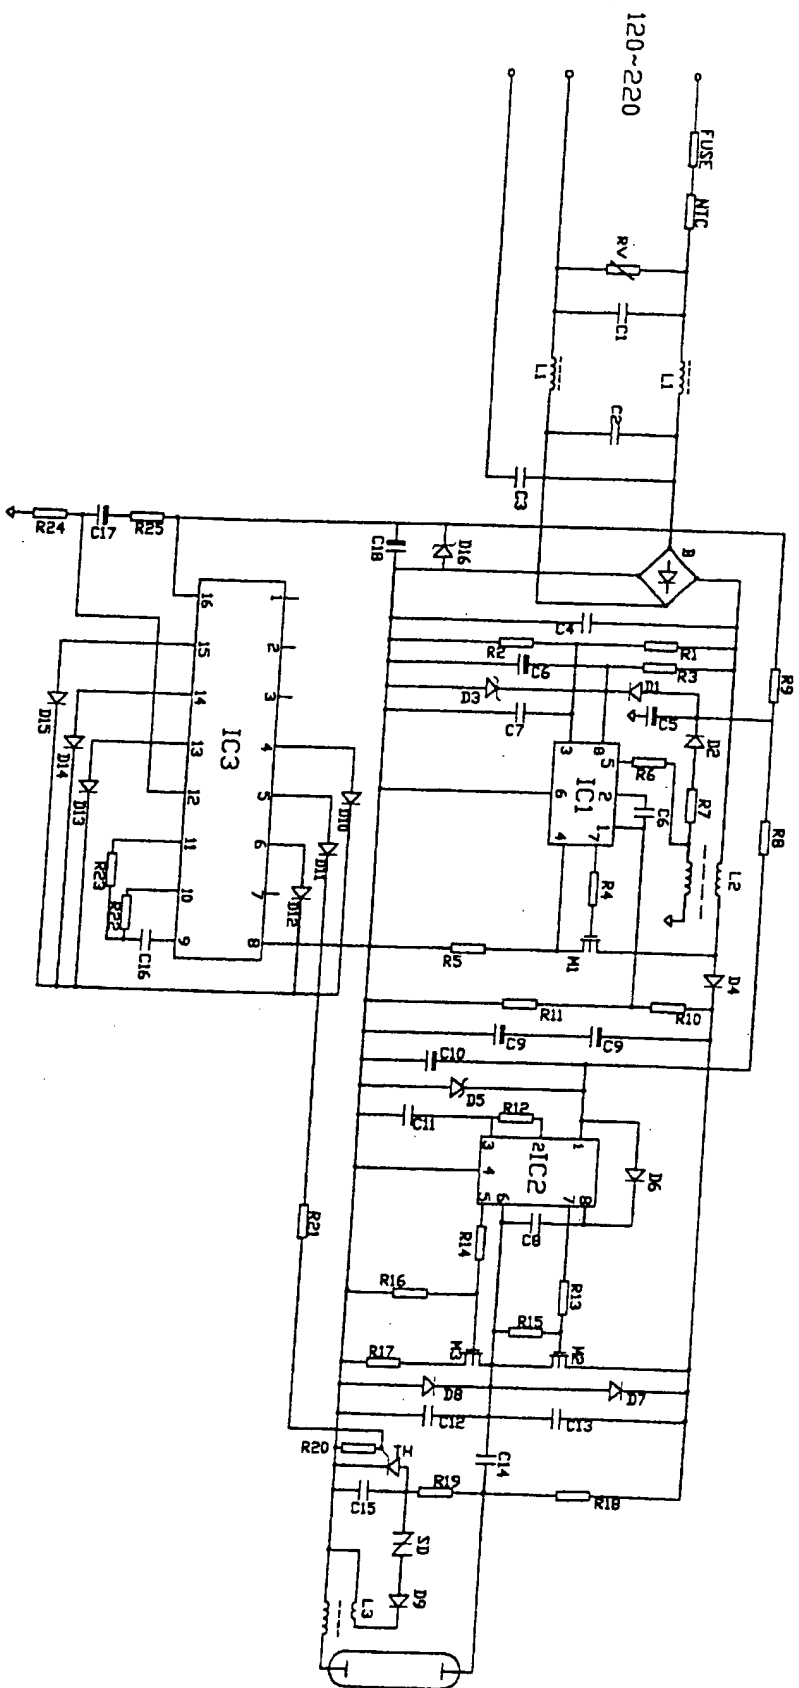 120~220
FUSE
NTC
RV
C1
L1
L1
C2
C3
B
D16
C18
R25
C17
R24
C4
R1
R2
R3
C6
R9
D1
D3
C5
D2
C7
R6
R7
R8
L2
IC1
3
8
5
2
1
6
4
7
C6
R4
M1
R5
D4
R10
R11
C9
C9
C10
D5
R12
C11
IC2
3
2
1
4
5
6
7
8
D6
C8
R14
R13
R16
R15
R17
M3
D8
D7
C12
C13
R20
TH
C14
R19
R18
C15
SD
D9
L3
R21
IC3
1
2
3
4
5
6
7
8
16
15
14
13
12
11
10
9
D15
D14
D13
D10
D11
D12
R23
R22
C16